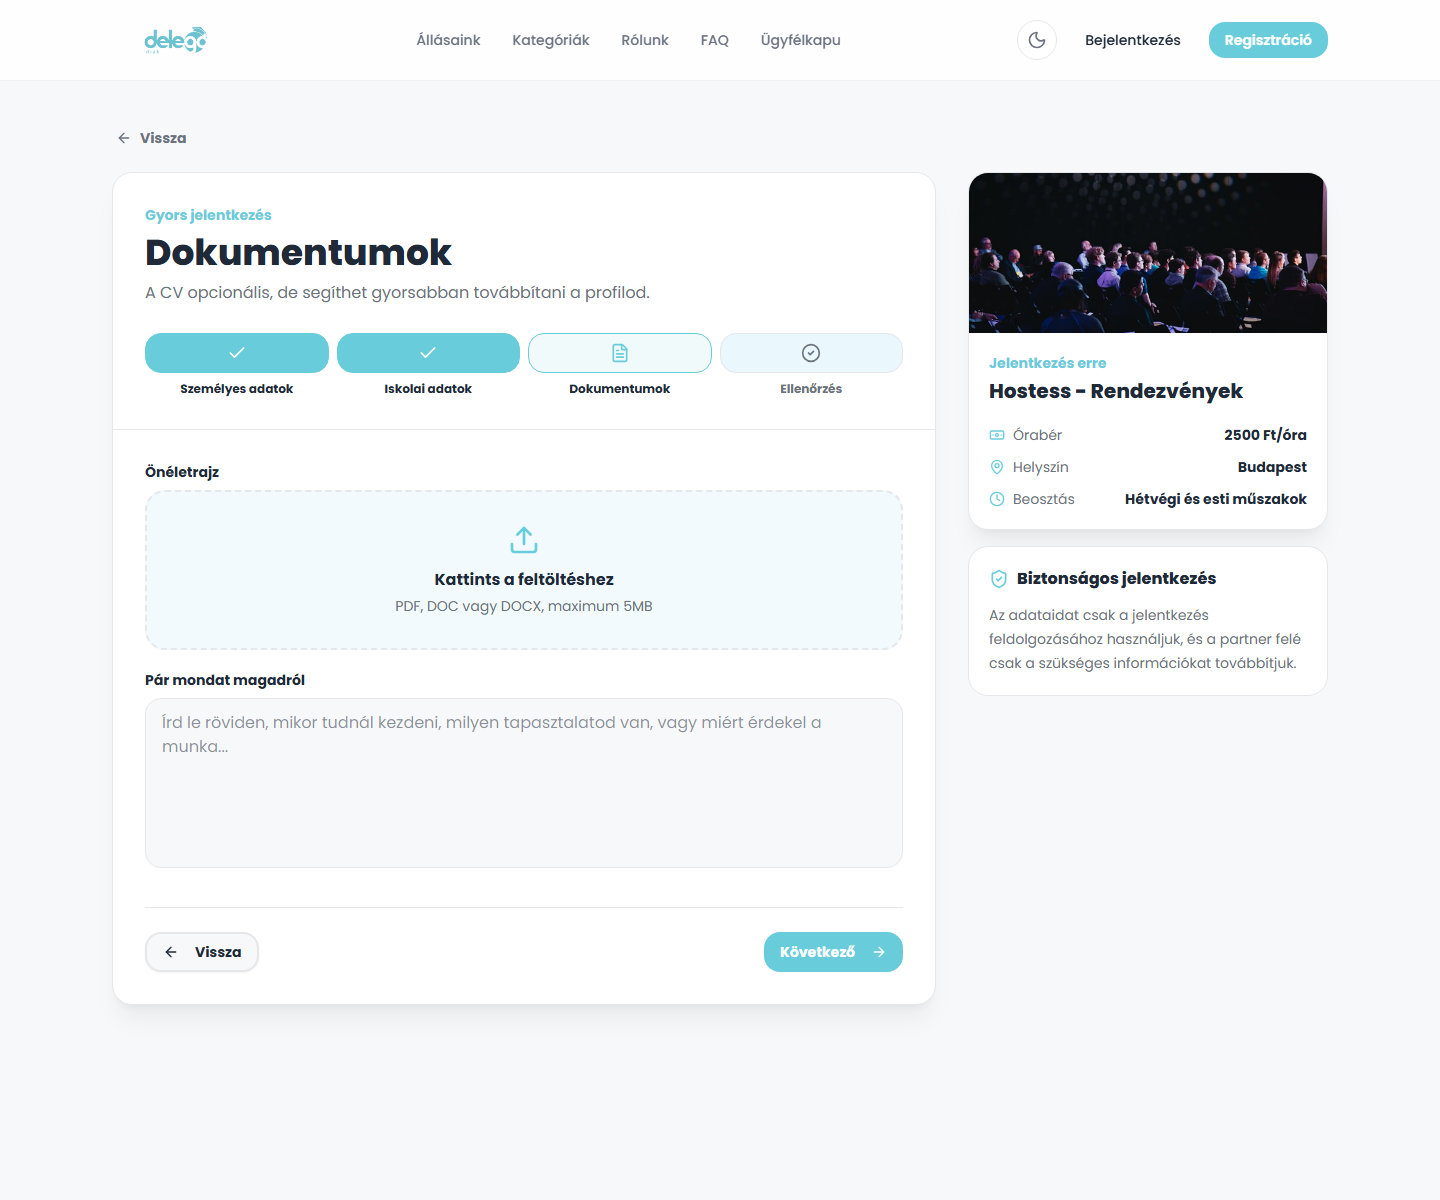 delego
Állásaink
Kategóriák
Rólunk
FAQ
Ügyfélkapu
Bejelentkezés
Regisztráció
Vissza
Gyors jelentkezés
Dokumentumok
A CV opcionális, de segíthet gyorsabban továbbítani a profilod.
Személyes adatok
Iskolai adatok
Dokumentumok
Ellenőrzés
Önéletrajz
Kattints a feltöltéshez
PDF, DOC vagy DOCX, maximum 5MB
Pár mondat magadról
Írd le röviden, mikor tudnál kezdeni, milyen tapasztalatod van, vagy miért érdekel a
munka...
Vissza
Következő
Jelentkezés erre
Hostess - Rendezvények
Órabér 2500 Ft/óra
Helyszín Budapest
Beosztás Hétvégi és esti műszakok
Biztonságos jelentkezés
Az adataidat csak a jelentkezés
feldolgozásához használjuk, és a partner felé
csak a szükséges információkat továbbítjuk.